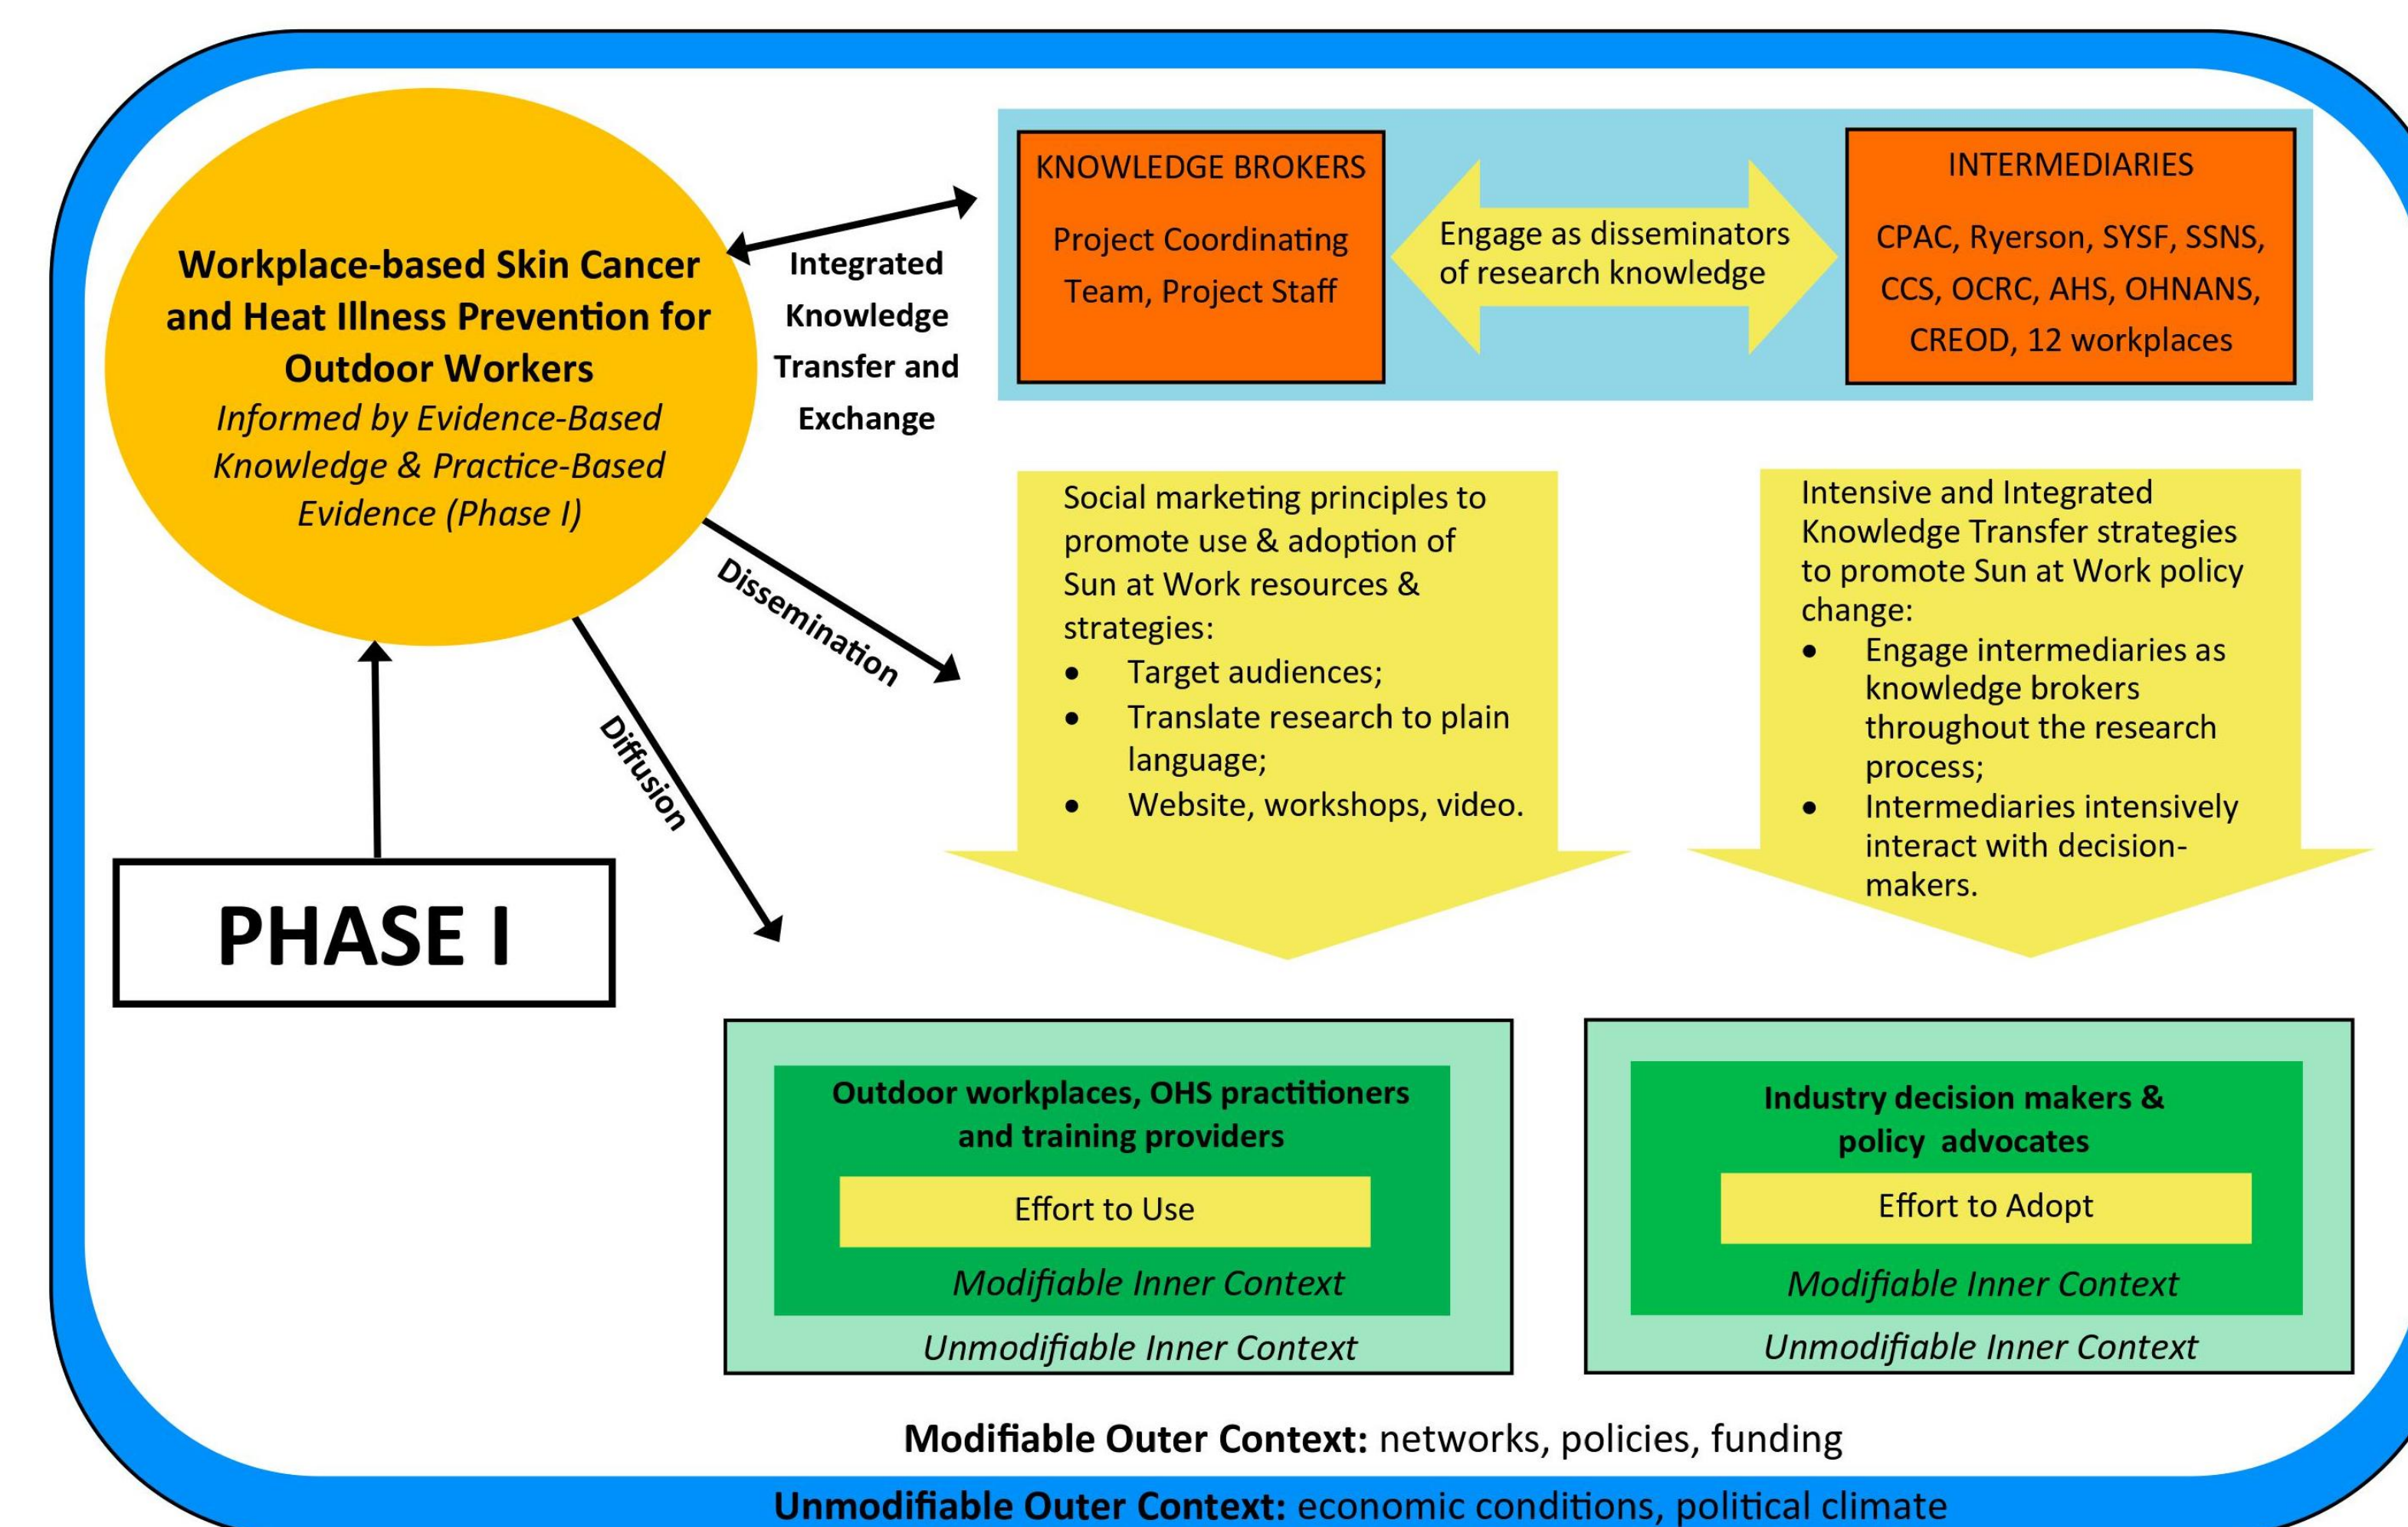 Workplace-based Skin Cancer
and Heat Illness Prevention for
Outdoor Workers
Informed by Evidence-Based
Knowledge & Practice-Based
Evidence (Phase I)
Integrated
Knowledge
Transfer and
Exchange
KNOWLEDGE BROKERS
Project Coordinating
Team, Project Staff
Engage as disseminators
of research knowledge
INTERMEDIARIES
CPAC, Ryerson, SYSF, SSNS,
CCS, OCRC, AHS, OHNANS,
CREOD, 12 workplaces
Dissemination
Diffusion
PHASE I
Social marketing principles to
promote use & adoption of
Sun at Work resources &
strategies:
• Target audiences;
• Translate research to plain
language;
• Website, workshops, video.
Intensive and Integrated
Knowledge Transfer strategies
to promote Sun at Work policy
change:
• Engage intermediaries as
knowledge brokers
throughout the research
process;
• Intermediaries intensively
interact with decision-
makers.
Outdoor workplaces, OHS practitioners
and training providers
Effort to Use
Modifiable Inner Context
Unmodifiable Inner Context
Industry decision makers &
policy advocates
Effort to Adopt
Modifiable Inner Context
Unmodifiable Inner Context
Modifiable Outer Context: networks, policies, funding
Unmodifiable Outer Context: economic conditions, political climate